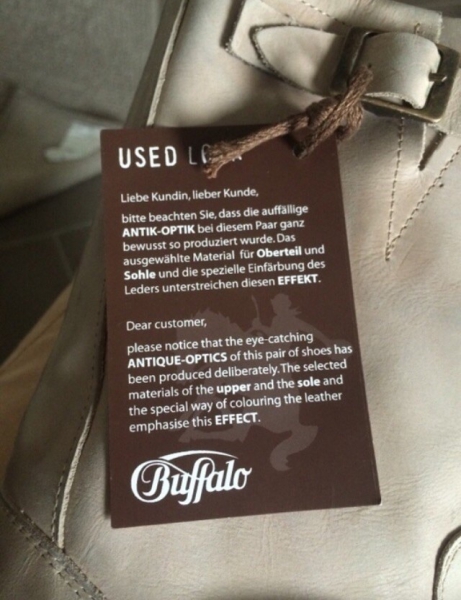 USED
Liebe Kundin, lieber Kunde,
bitte beachten Sie, dass die auffällige
ANTIK-OPTIK bei diesem Paar ganz
bewusst so produziert wurde. Das
ausgewählte Material für Oberteil und
Sohle und die spezielle Einfärbung des
Leders unterstreichen diesen EFFEKT.
Dear customer,
please notice that the eye-catching
ANTIQUE-OPTICS of this pair of shoes has
been produced deliberately. The selected
materials of the upper and the sole and
the special way of colouring the leather
emphasise this EFFECT.
Buffalo